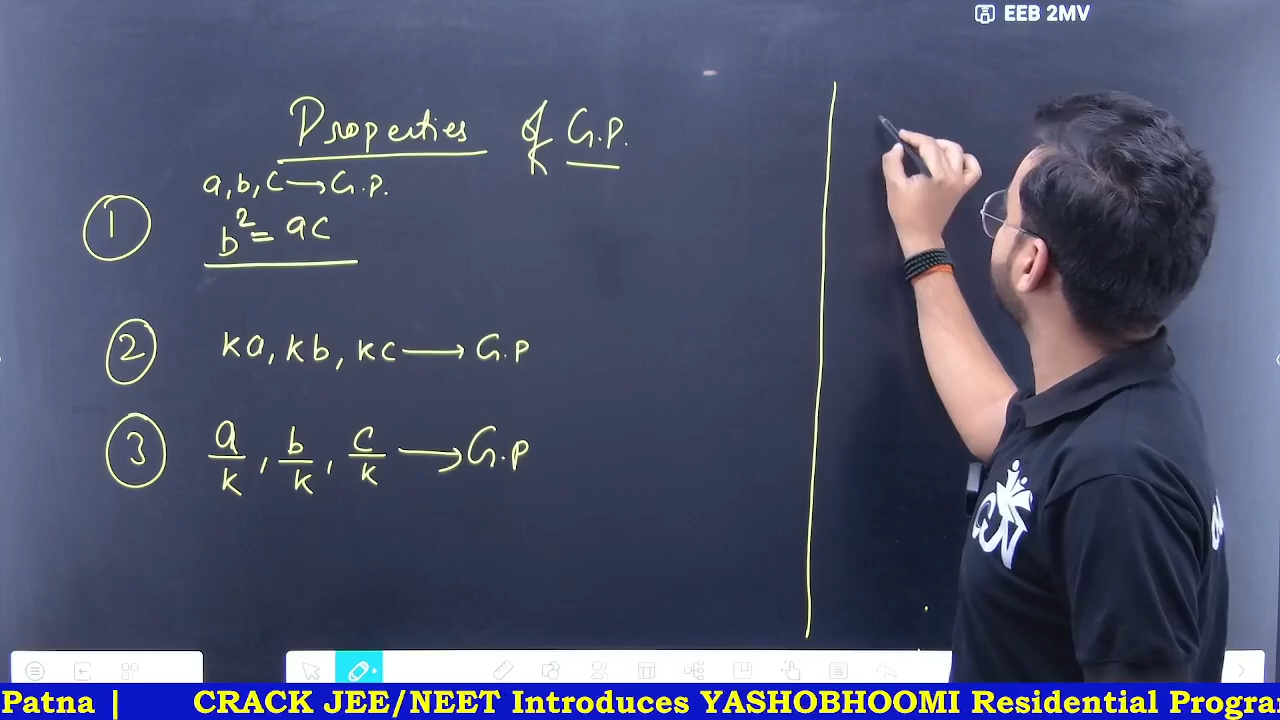 EEB 2MV
Properties of G.P.
a, b, c → G.P.
① b² = ac
② ka, kb, kc → G.P
③ a/k, b/k, c/k → G.P
Patna | CRACK JEE/NEET Introduces YASHOBHOOMI Residential Progra